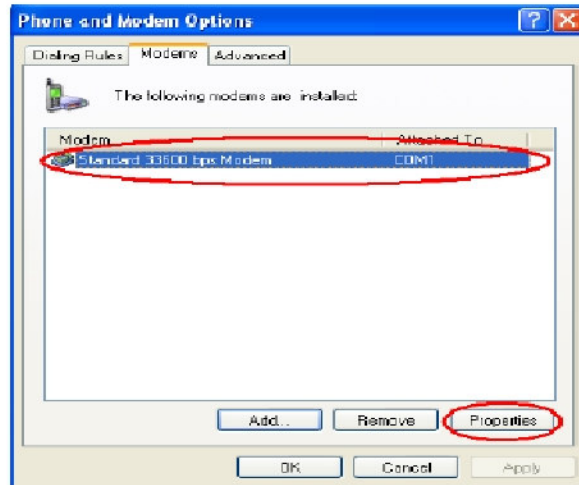 Phone and Modem Options
Dialing Rules Modems Advanced
The following modems are installed:
Modem Attached To
Standard 33600 bps Modem COM1
Add... Remove Properties
OK Cancel Apply